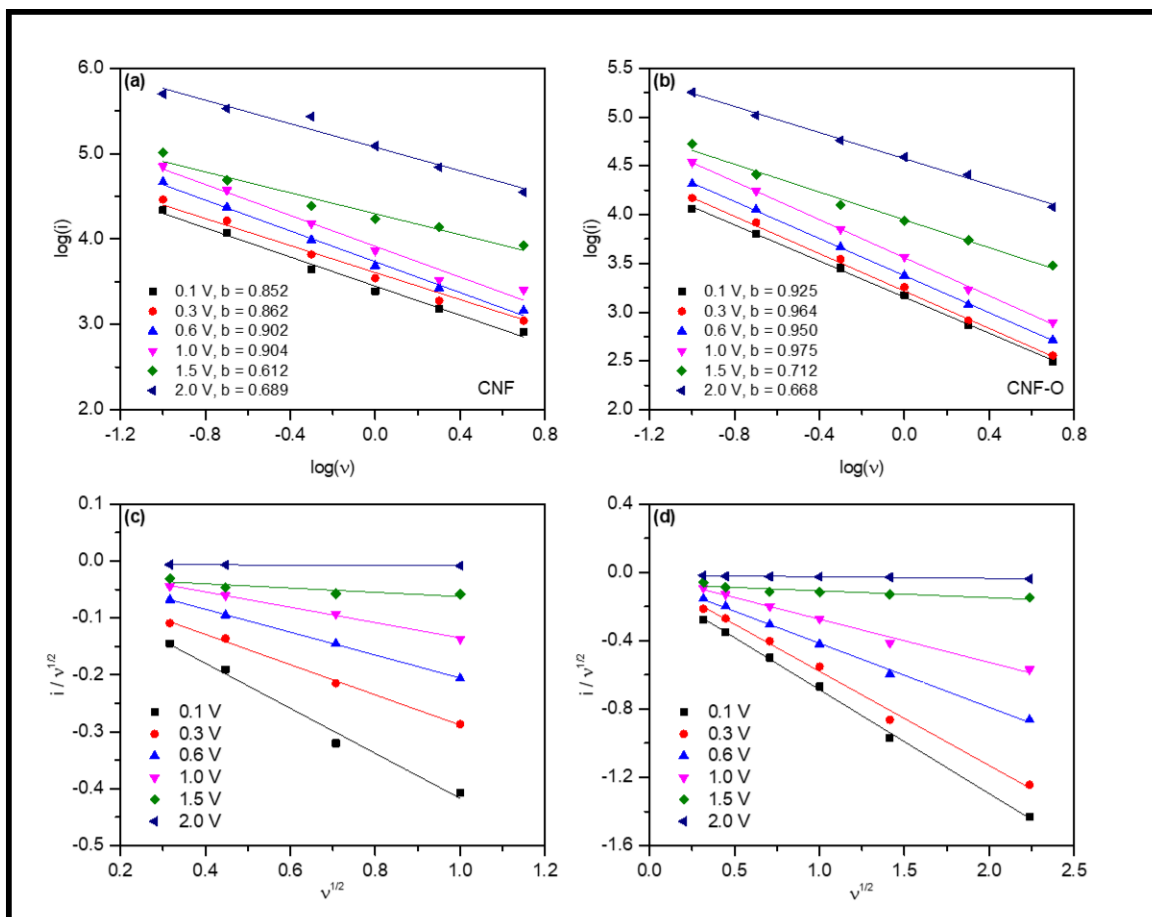 (a)
6.0
5.0
4.0
3.0
2.0
log(i)
0.1 V, b = 0.852
0.3 V, b = 0.862
0.6 V, b = 0.902
1.0 V, b = 0.904
1.5 V, b = 0.612
2.0 V, b = 0.689
CNF
-1.2 -0.8 -0.4 0.0 0.4 0.8
log(ν)
(b)
5.5
5.0
4.5
4.0
3.5
3.0
2.5
2.0
log(i)
0.1 V, b = 0.925
0.3 V, b = 0.964
0.6 V, b = 0.950
1.0 V, b = 0.975
1.5 V, b = 0.712
2.0 V, b = 0.668
CNF-O
-1.2 -0.8 -0.4 0.0 0.4 0.8
log(ν)
(c)
0.1
0.0
-0.1
-0.2
-0.3
-0.4
-0.5
i / ν1/2
0.1 V
0.3 V
0.6 V
1.0 V
1.5 V
2.0 V
0.2 0.4 0.6 0.8 1.0 1.2
ν1/2
(d)
0.4
0.0
-0.4
-0.8
-1.2
-1.6
i / ν1/2
0.1 V
0.3 V
0.6 V
1.0 V
1.5 V
2.0 V
0.0 0.5 1.0 1.5 2.0 2.5
ν1/2